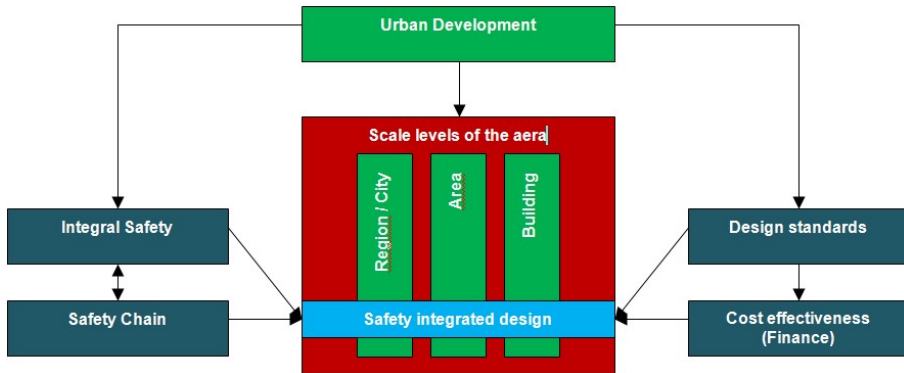 Urban Development
Scale levels of the aera
Region / City
Area
Building
Integral Safety
Design standards
Safety Chain
Safety integrated design
Cost effectiveness
(Finance)